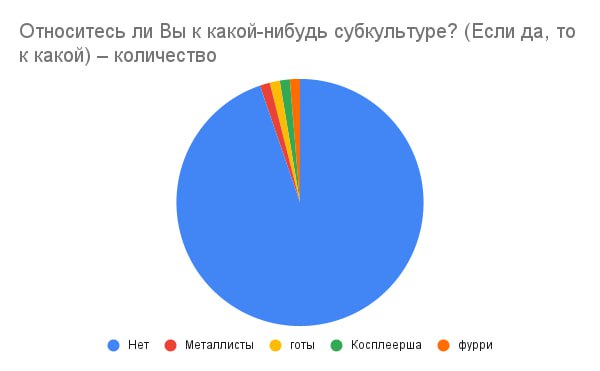 Относитесь ли Вы к какой-нибудь субкультуре? (Если да, то
к какой) – количество
Нет Металлисты готы Косплеерша фурри